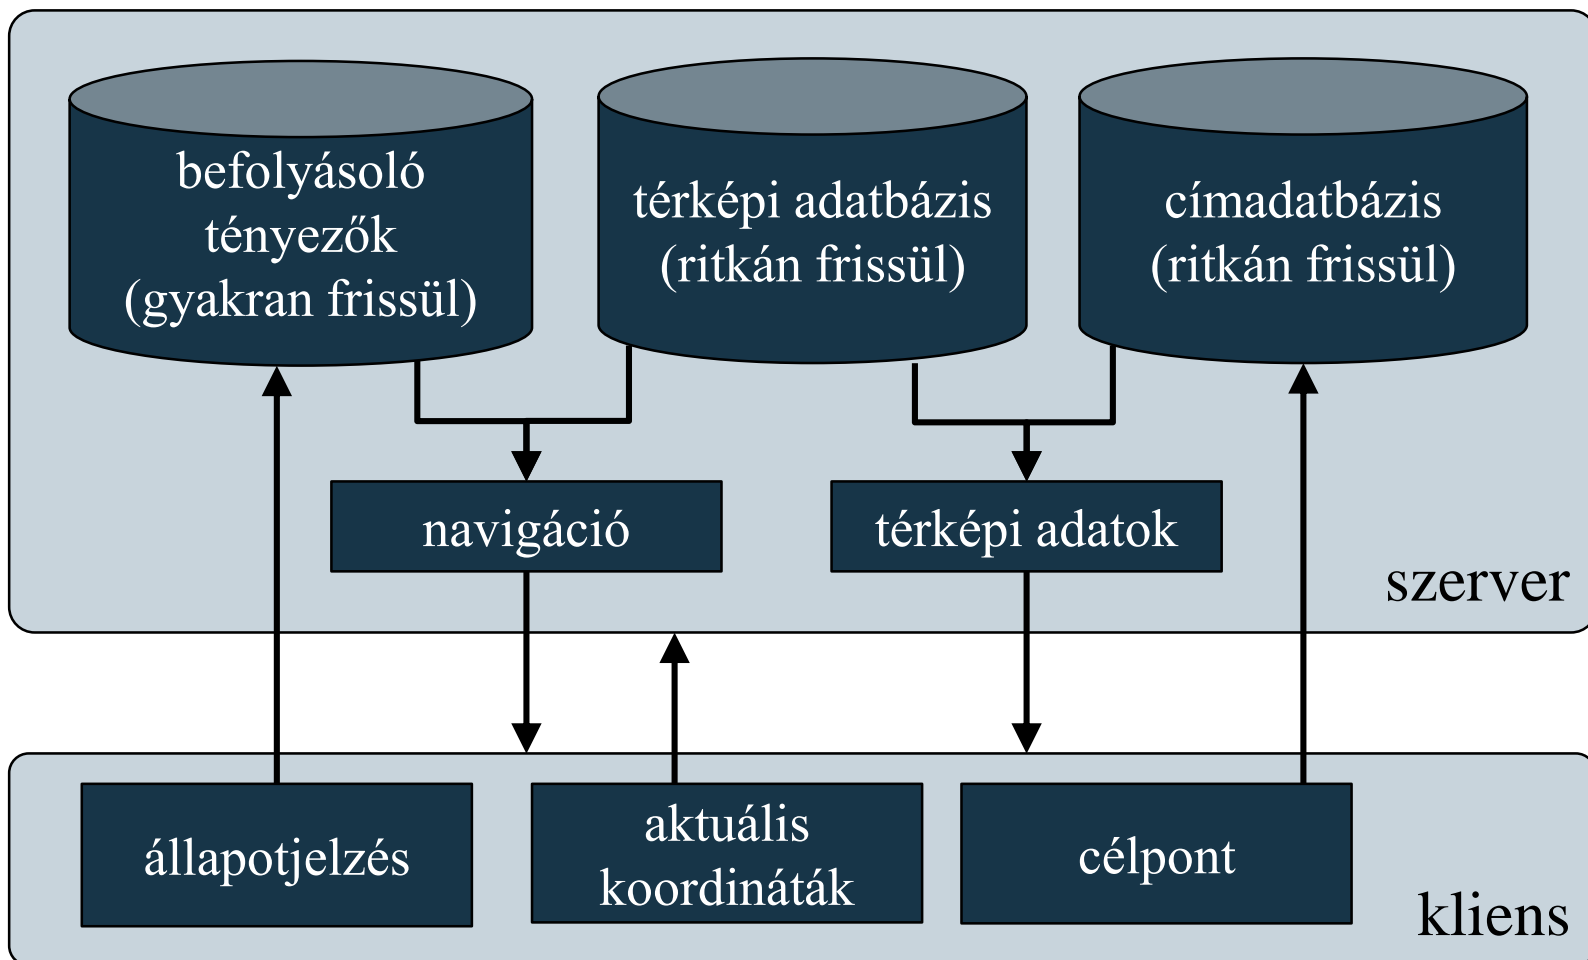 befolyásoló
tényezők
(gyakran frissül)
térképi adatbázis
(ritkán frissül)
címadatbázis
(ritkán frissül)
navigáció
térképi adatok
szerver
állapotjelzés
aktuális
koordináták
célpont
kliens